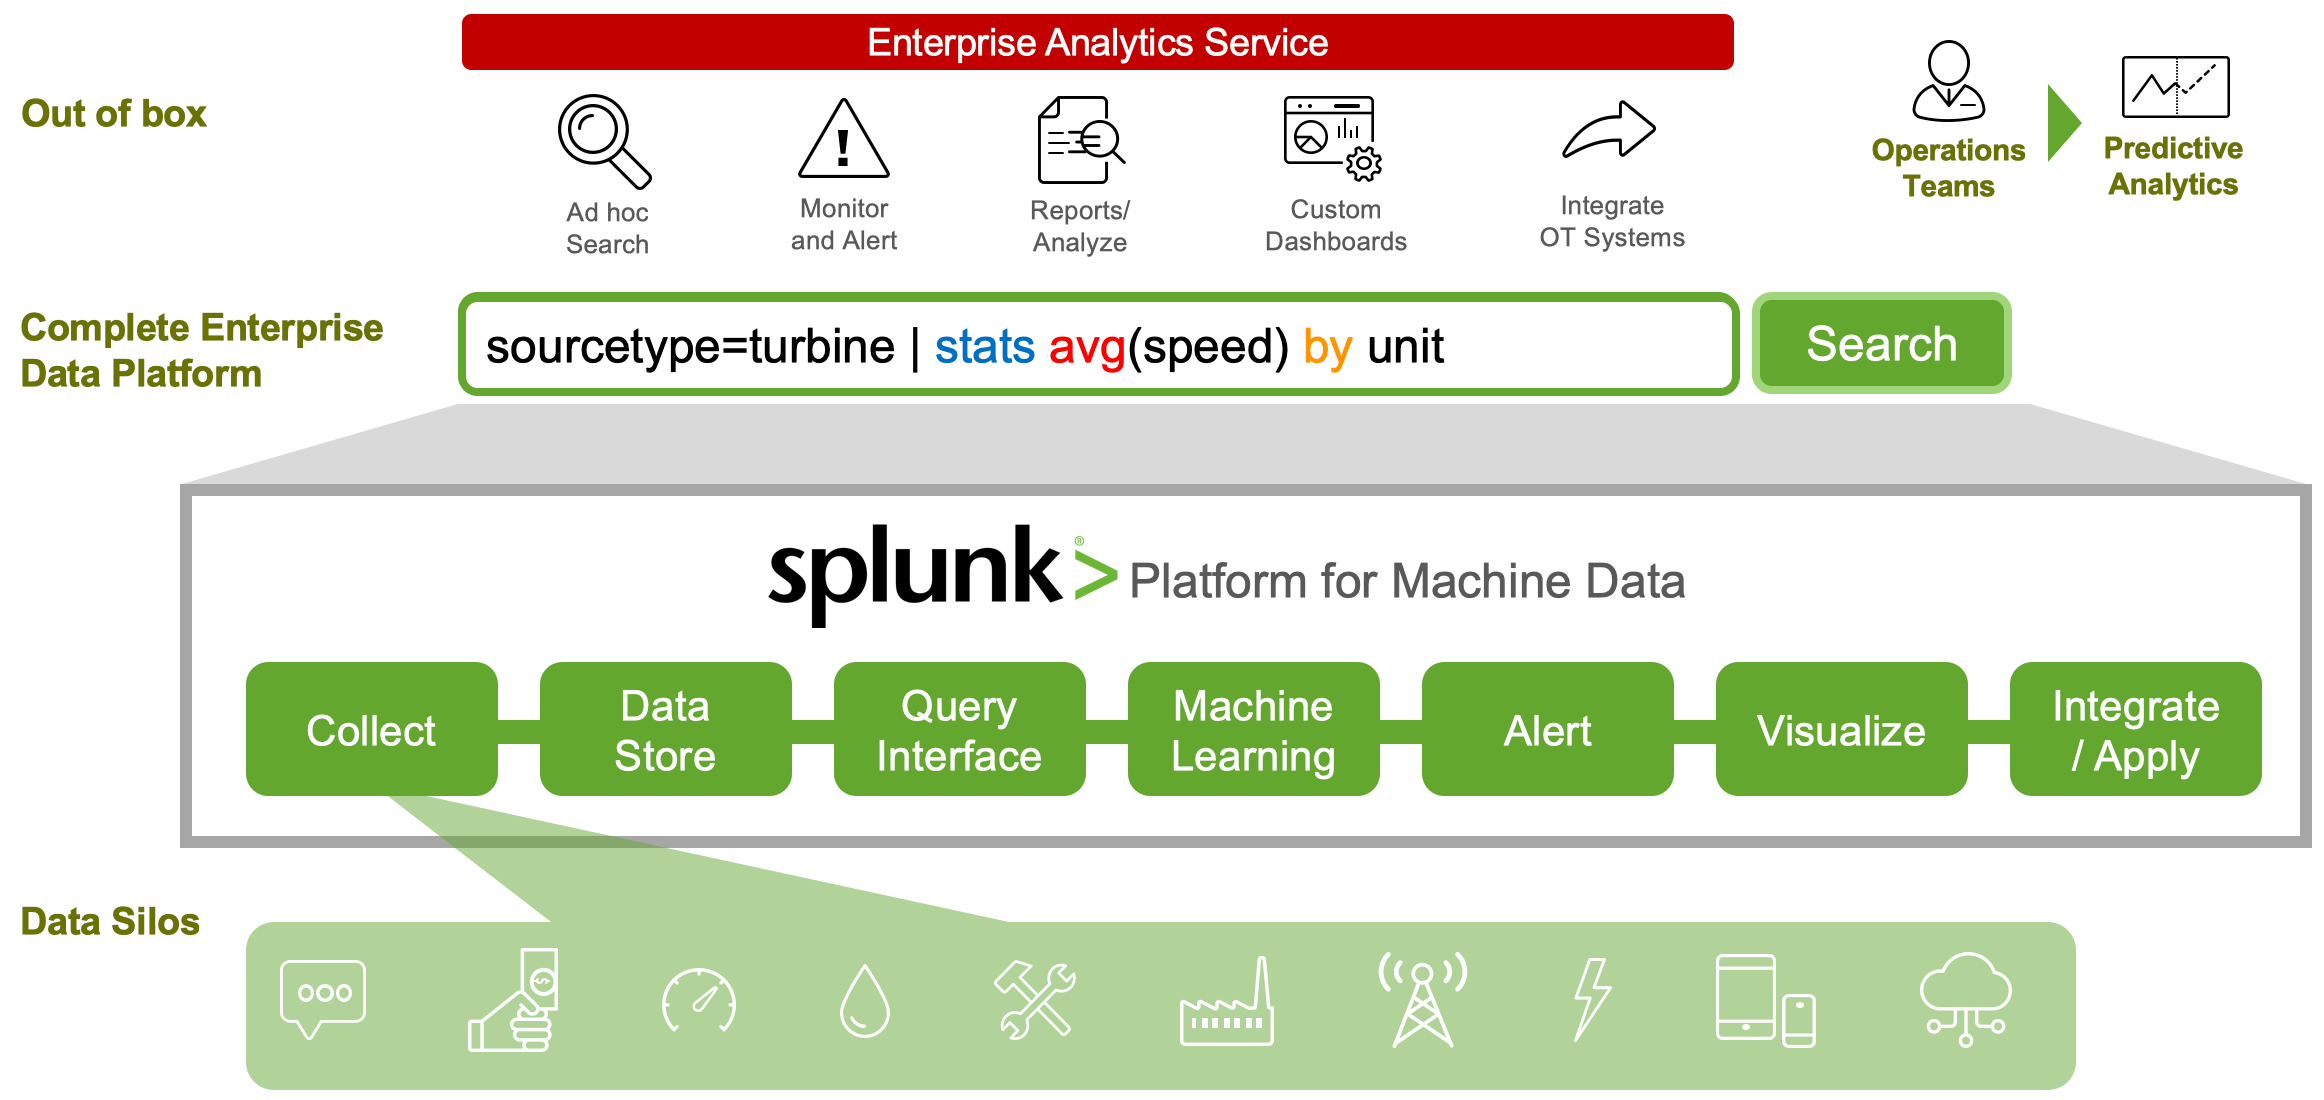 Enterprise Analytics Service
Out of box
Ad hoc
Search
Monitor
and Alert
Reports/
Analyze
Custom
Dashboards
Integrate
OT Systems
Operations
Teams
Predictive
Analytics
Complete Enterprise
Data Platform
sourcetype=turbine | stats avg(speed) by unit
Search
splunk>® Platform for Machine Data
Collect
Data
Store
Query
Interface
Machine
Learning
Alert
Visualize
Integrate
/ Apply
Data Silos